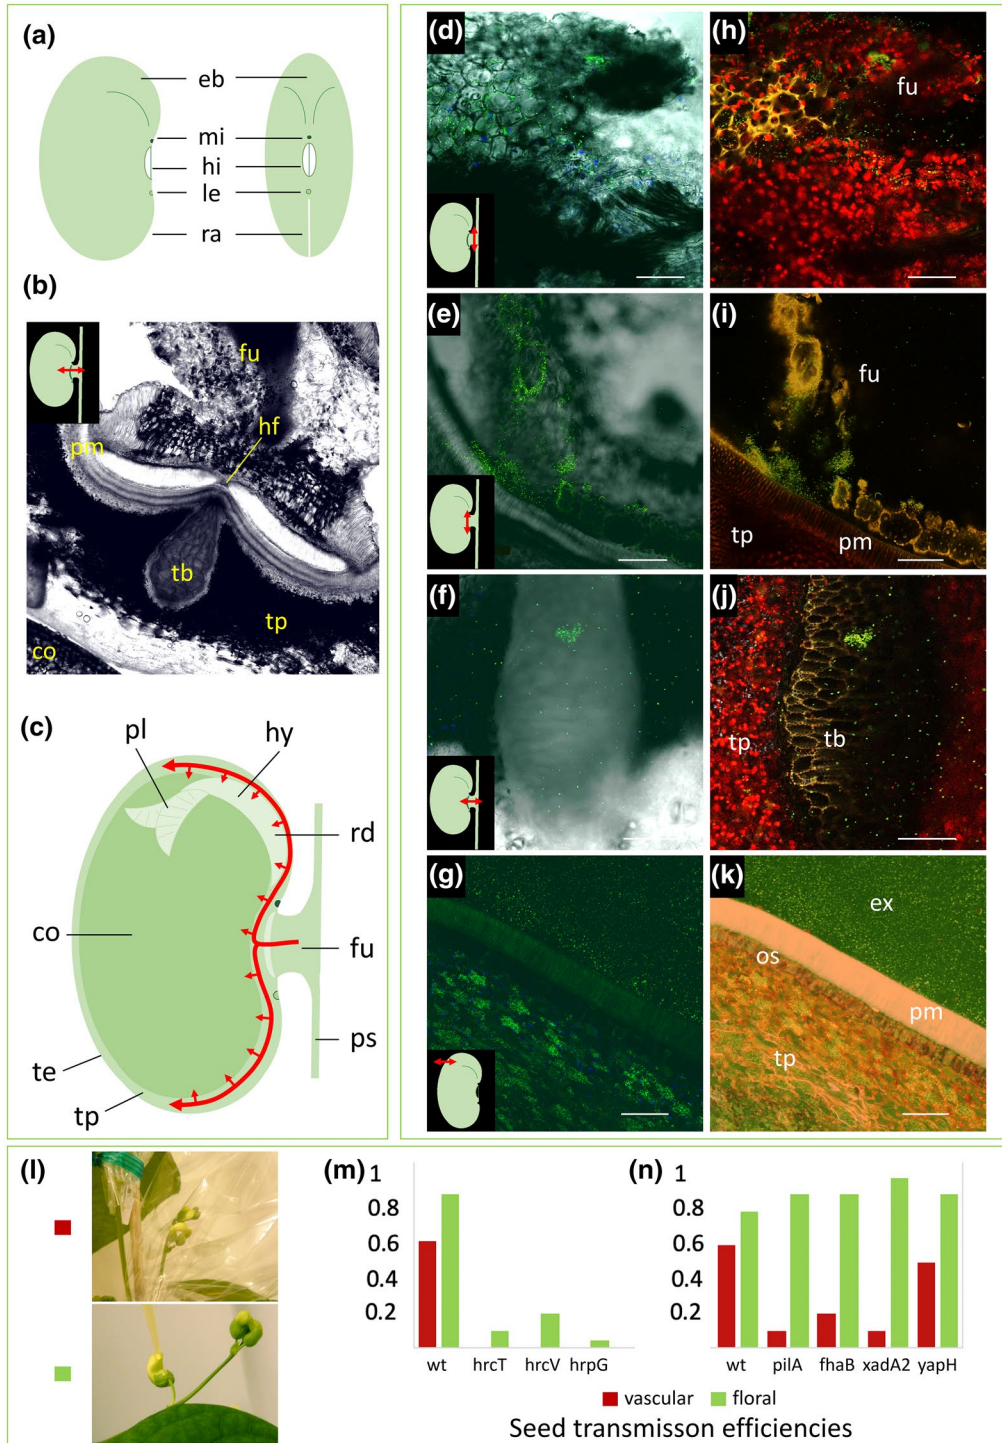 (a)
eb
mi
hi
le
ra
(b)
fu
hf
pm
tb
tp
co
(c)
pl
hy
rd
co
fu
ps
te
tp
(d)
(h)
fu
(e)
(i)
fu
tp
pm
(f)
(j)
tp
tb
(g)
(k)
ex
os
pm
tp
(l)
(m)
1
0.8
0.6
0.4
0.2
wt hrcT hrcV hrpG
(n)
1
0.8
0.6
0.4
0.2
wt pilA fhaB xadA2 yapH
vascular floral
Seed transmisson efficiencies